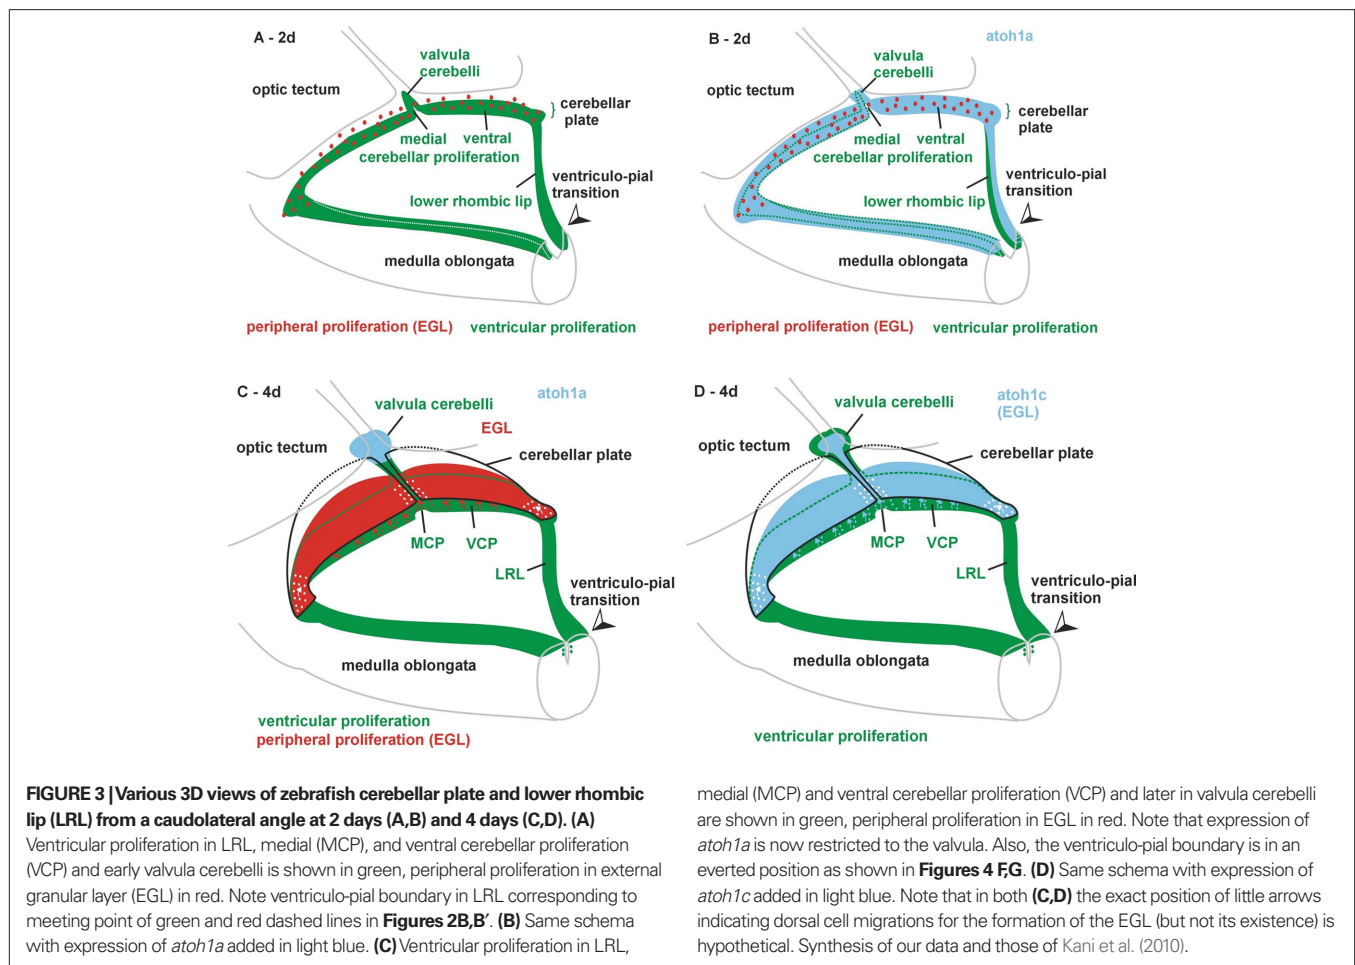 A - 2d
valvula
cerebelli
optic tectum
cerebellar
plate
medial
ventral
cerebellar proliferation
ventriculo-pial
transition
lower rhombic lip
medulla oblongata
peripheral proliferation (EGL)
ventricular proliferation
B - 2d
atoh1a
valvula
cerebelli
optic tectum
cerebellar
plate
medial
ventral
cerebellar proliferation
ventriculo-pial
transition
lower rhombic lip
medulla oblongata
peripheral proliferation (EGL)
ventricular proliferation
C - 4d
atoh1a
valvula cerebelli
EGL
optic tectum
cerebellar plate
MCP
VCP
LRL
ventriculo-pial
transition
medulla oblongata
ventricular proliferation
peripheral proliferation (EGL)
D - 4d
atoh1c
(EGL)
valvula cerebelli
optic tectum
cerebellar plate
MCP
VCP
LRL
ventriculo-pial
transition
medulla oblongata
ventricular proliferation
FIGURE 3 | Various 3D views of zebrafish cerebellar plate and lower rhombic
lip (LRL) from a caudolateral angle at 2 days (A,B) and 4 days (C,D). (A)
Ventricular proliferation in LRL, medial (MCP), and ventral cerebellar proliferation
(VCP) and early valvula cerebelli is shown in green, peripheral proliferation in external
granular layer (EGL) in red. Note ventriculo-pial boundary in LRL corresponding to
meeting point of green and red dashed lines in Figures 2B,B′. (B) Same schema
with expression of atoh1a added in light blue. (C) Ventricular proliferation in LRL,
medial (MCP) and ventral cerebellar proliferation (VCP) and later in valvula cerebelli
are shown in green, peripheral proliferation in EGL in red. Note that expression of
atoh1a is now restricted to the valvula. Also, the ventriculo-pial boundary is in an
everted position as shown in Figures 4 F,G. (D) Same schema with expression of
atoh1c added in light blue. Note that in both (C,D) the exact position of little arrows
indicating dorsal cell migrations for the formation of the EGL (but not its existence) is
hypothetical. Synthesis of our data and those of Kani et al. (2010).